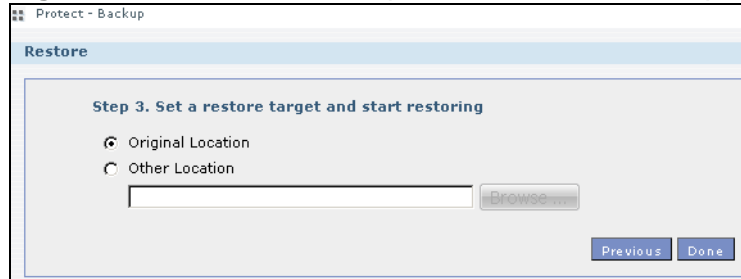 Protect - Backup
Restore
Step 3. Set a restore target and start restoring
Original Location
Other Location
Browse ...
Previous Done